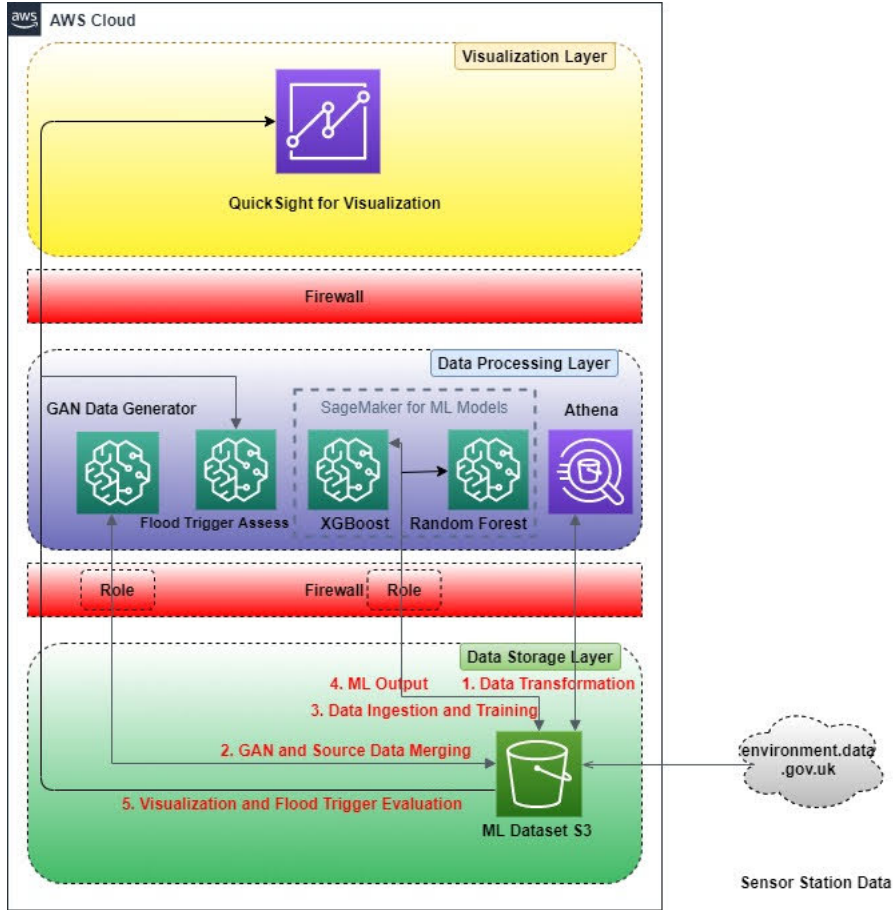 aws
AWS Cloud
Visualization Layer
QuickSight for Visualization
Firewall
Data Processing Layer
GAN Data Generator
SageMaker for ML Models
Athena
Flood Trigger Assess
XGBoost
Random Forest
Role
Firewall
Role
Data Storage Layer
4. ML Output
1. Data Transformation
3. Data Ingestion and Training
2. GAN and Source Data Merging
5. Visualization and Flood Trigger Evaluation
ML Dataset S3
environment.data
.gov.uk
Sensor Station Data